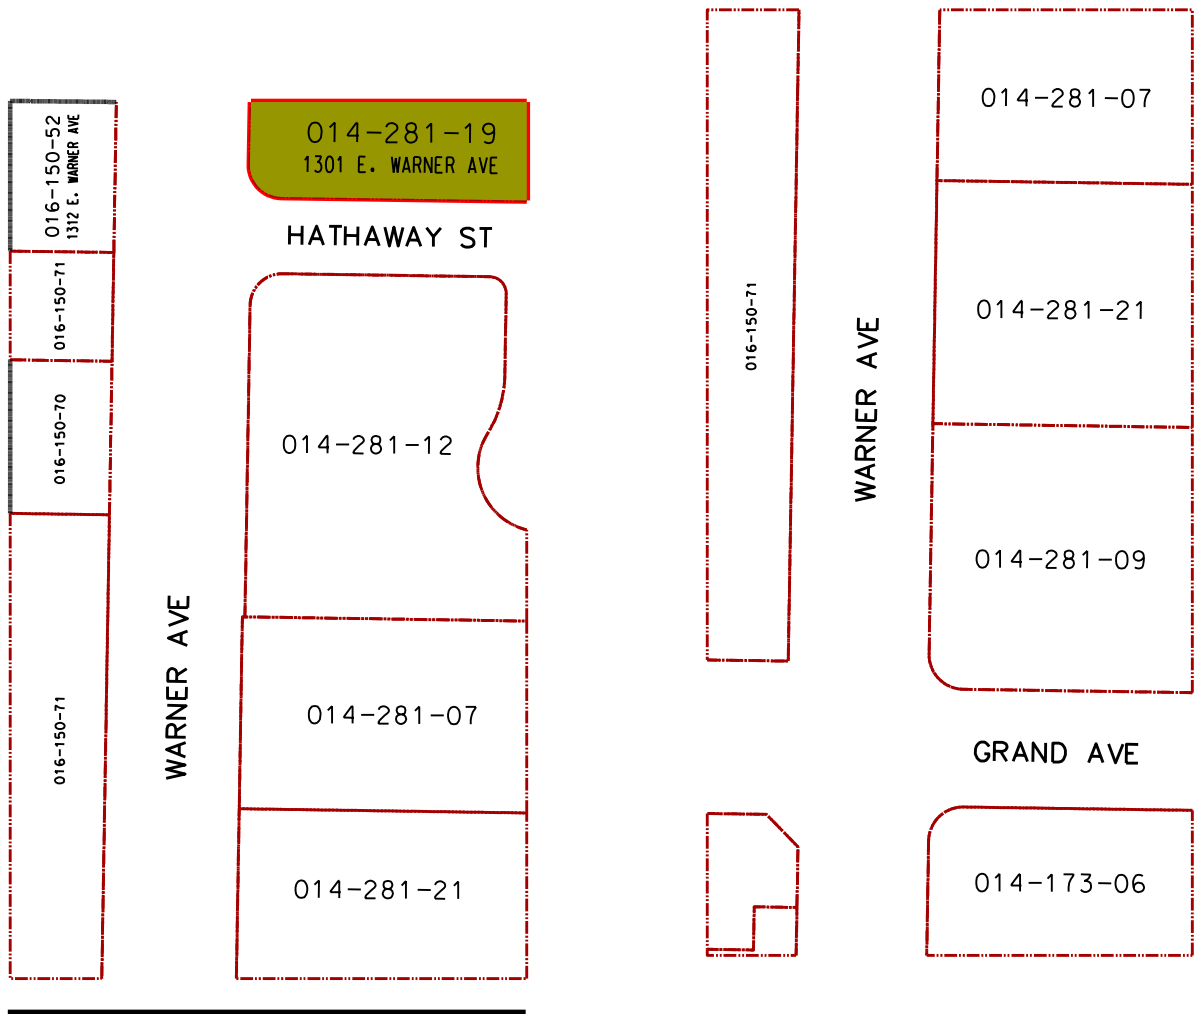 016-150-52
1312 E. WARNER AVE
016-150-71
016-150-70
016-150-71
WARNER AVE
014-281-19
1301 E. WARNER AVE
HATHAWAY ST
014-281-12
014-281-07
014-281-21
016-150-71
WARNER AVE
014-281-07
014-281-21
014-281-09
GRAND AVE
014-173-06